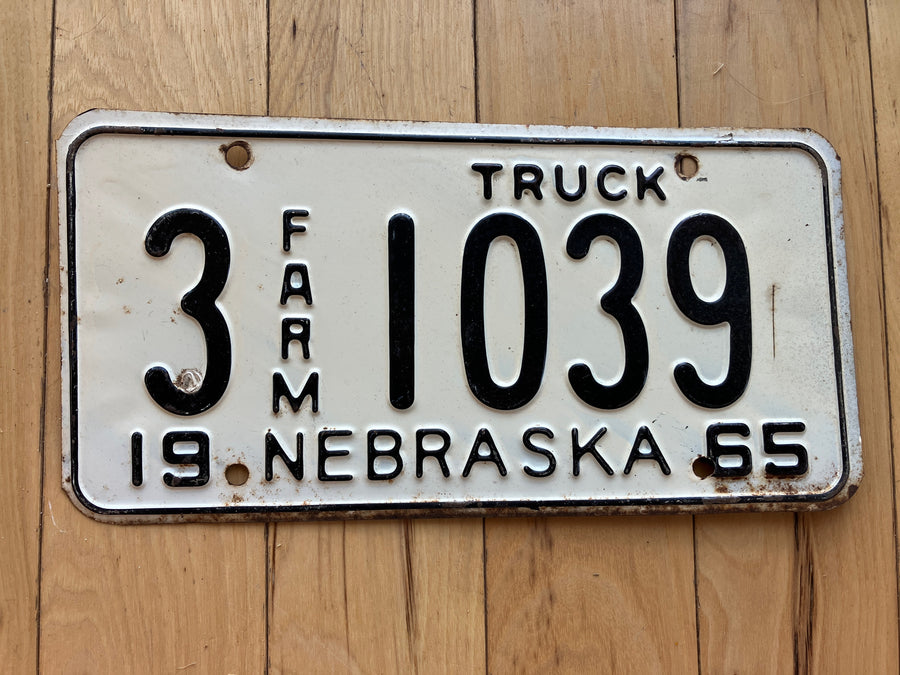 TRUCK
3 FARM 1039
19 NEBRASKA 65